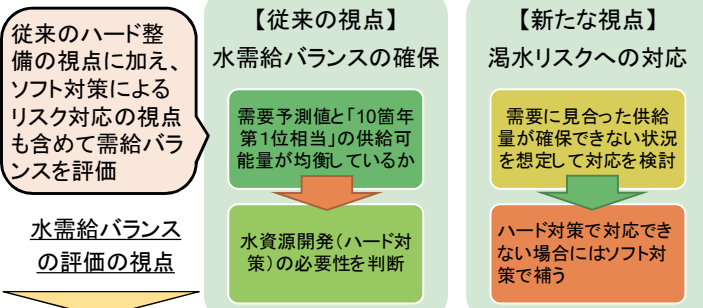 従来のハード整
備の視点に加え、
ソフト対策による
リスク対応の視点
も含めて需給バラ
ンスを評価
水需給バランス
の評価の視点
【従来の視点】
水需給バランスの確保
需要予測値と「10箇年
第1位相当」の供給可
能量が均衡しているか
水資源開発(ハード対
策)の必要性を判断
【新たな視点】
渇水リスクへの対応
需要に見合った供給
量が確保できない状況
を想定して対応を検討
ハード対策で対応でき
ない場合にはソフト対
策で補う